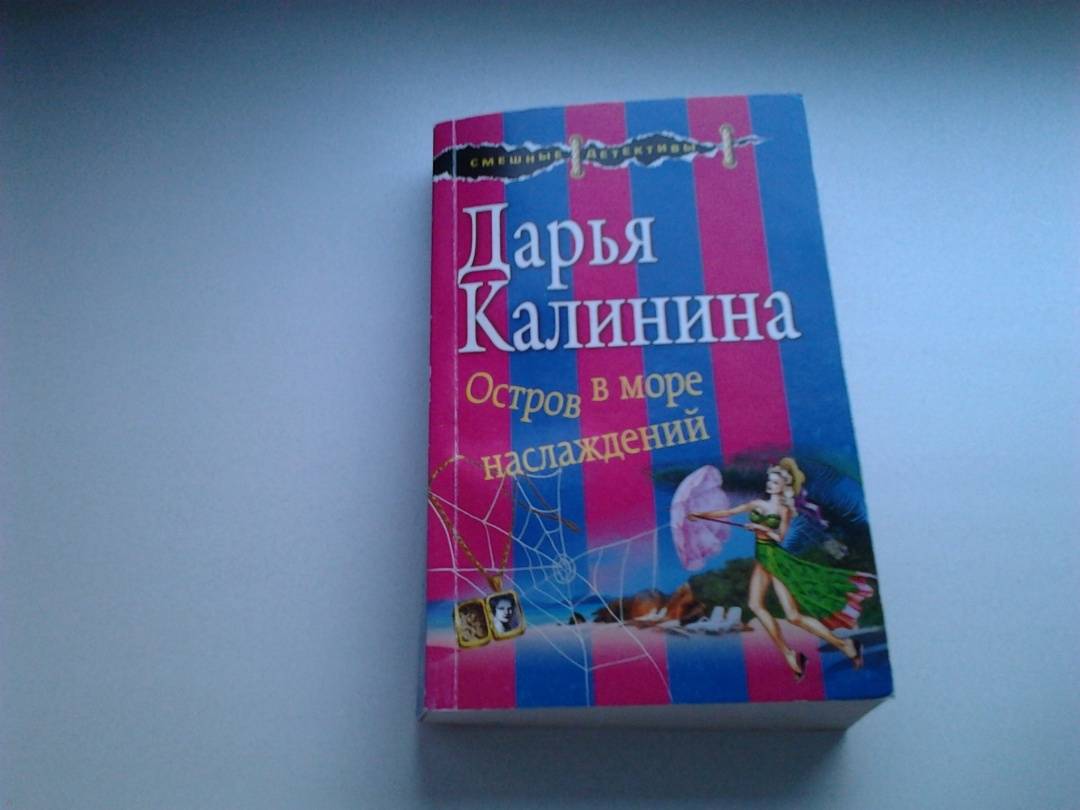 СМЕШНЫЕ ДЕТЕКТИВЫ
Дарья
Калинина
Остров в море
наслаждений